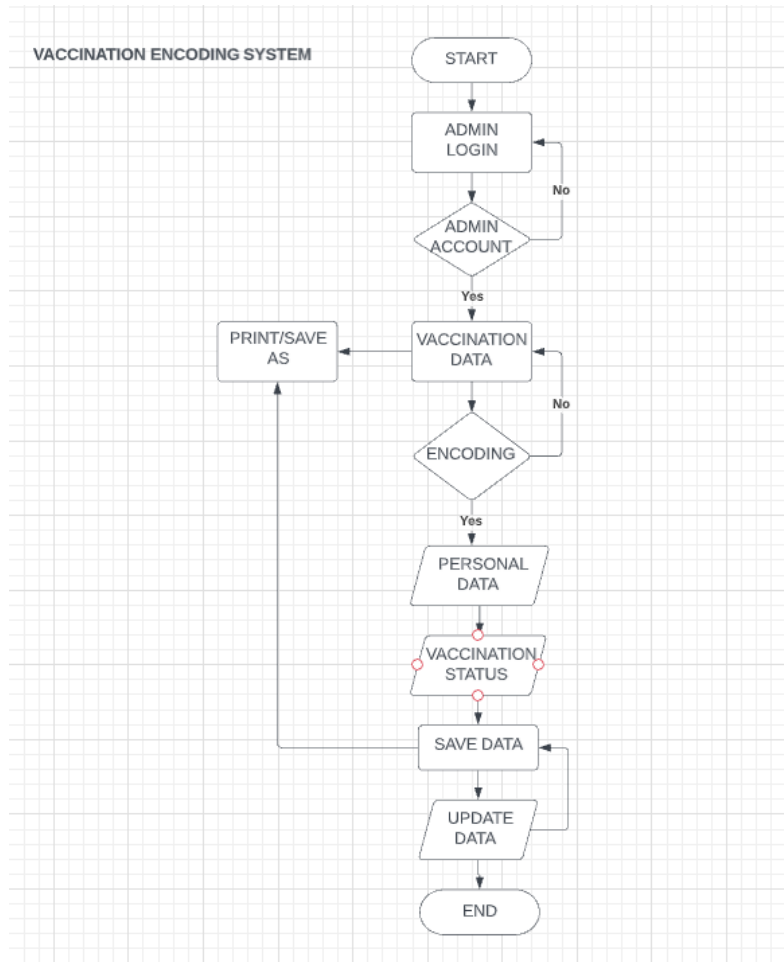 VACCINATION ENCODING SYSTEM
START
ADMIN
LOGIN
No
ADMIN
ACCOUNT
Yes
PRINT/SAVE
AS
VACCINATION
DATA
No
ENCODING
Yes
PERSONAL
DATA
VACCINATION
STATUS
SAVE DATA
UPDATE
DATA
END